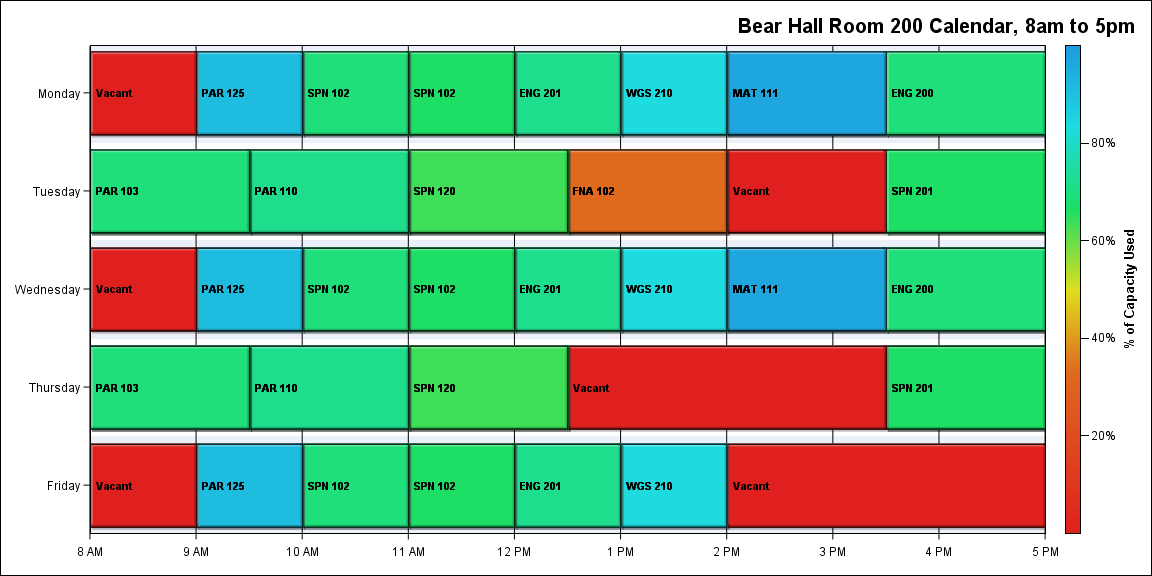 Bear Hall Room 200 Calendar, 8am to 5pm
Monday
Vacant PAR 125 SPN 102 SPN 102 ENG 201 WGS 210 MAT 111 ENG 200
Tuesday
PAR 103 PAR 110 SPN 120 FNA 102 Vacant SPN 201
Wednesday
Vacant PAR 125 SPN 102 SPN 102 ENG 201 WGS 210 MAT 111 ENG 200
Thursday
PAR 103 PAR 110 SPN 120 Vacant SPN 201
Friday
Vacant PAR 125 SPN 102 SPN 102 ENG 201 WGS 210 Vacant
8 AM 9 AM 10 AM 11 AM 12 PM 1 PM 2 PM 3 PM 4 PM 5 PM
80%
60%
40%
20%
% of Capacity Used